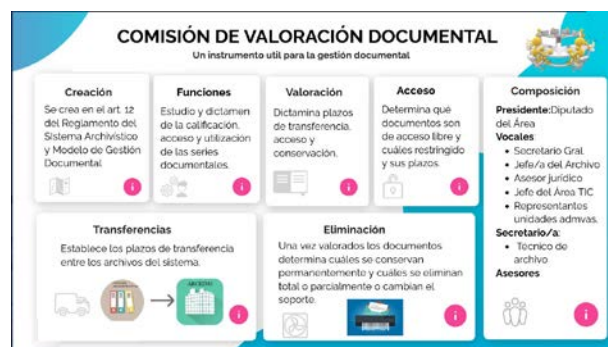 COMISIÓN DE VALORACIÓN DOCUMENTAL
Un instrumento util para la gestión documental
Creación
Se crea en el art. 12
del Reglamento del
Sistema Archivístico
y Modelo de Gestión
Documental
Funciones
Estudio y dictamen
de la calificación,
acceso y utilización
de las series
documentales.
Valoración
Dictamina plazos
de transferencia,
acceso y
conservación.
Acceso
Determina qué
documentos son
de acceso libre y
cuáles restringido
y sus plazos.
Composición
Presidente:Diputado
del Área
Vocales:
Secretario Gral.
Jefe/a del Archivo
Asesor jurídico
Jefe del Área TIC
Representantes
unidades admvas.
Secretario/a:
Técnico de
archivo
Asesores
Transferencias
Establece los plazos de transferencia
entre los archivos del sistema.
ARCHIVO
Eliminación
Una vez valorados los documentos
determina cuáles se conservan
permanentemente y cuáles se eliminan
total o parcialmente o cambian el
soporte.